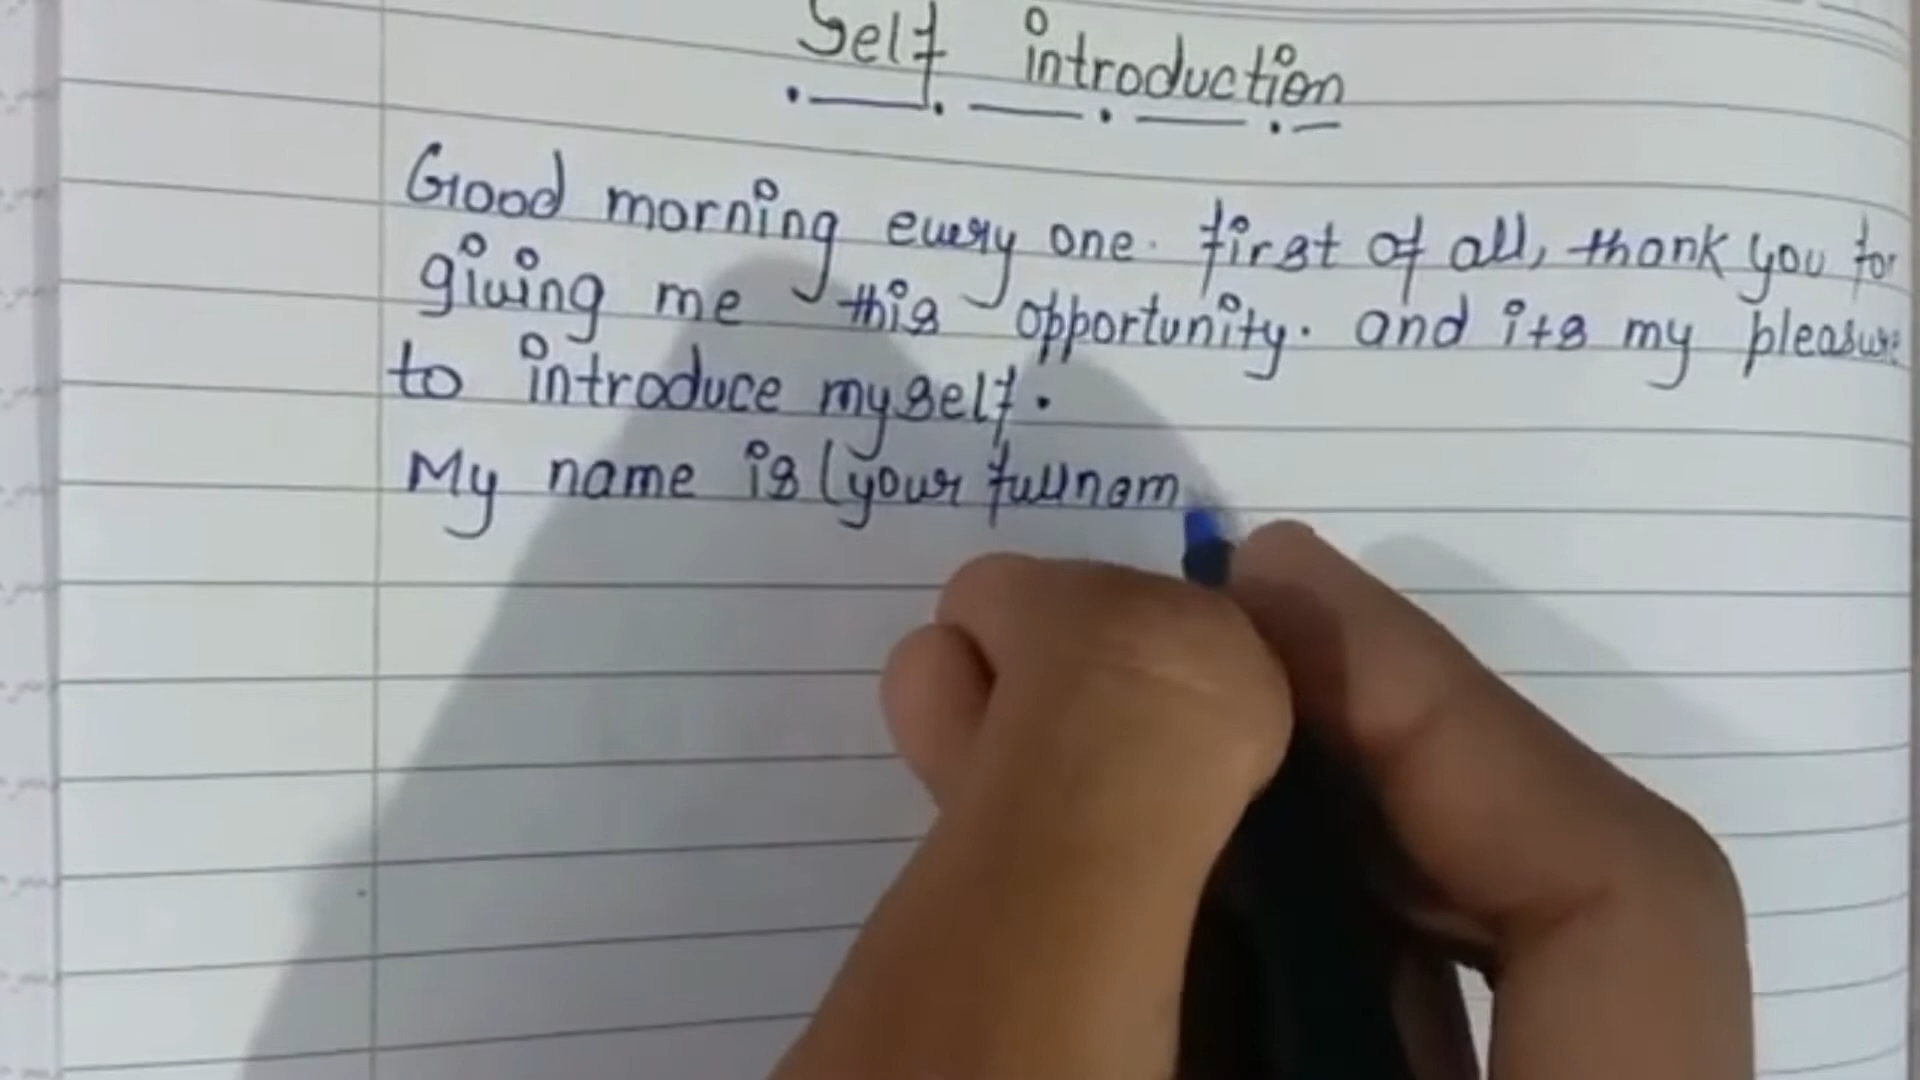 Self introduction
Good morning every one. first of all, thank you for
giving me this opportunity. and its my pleasure
to introduce myself.
My name is (your fullnam